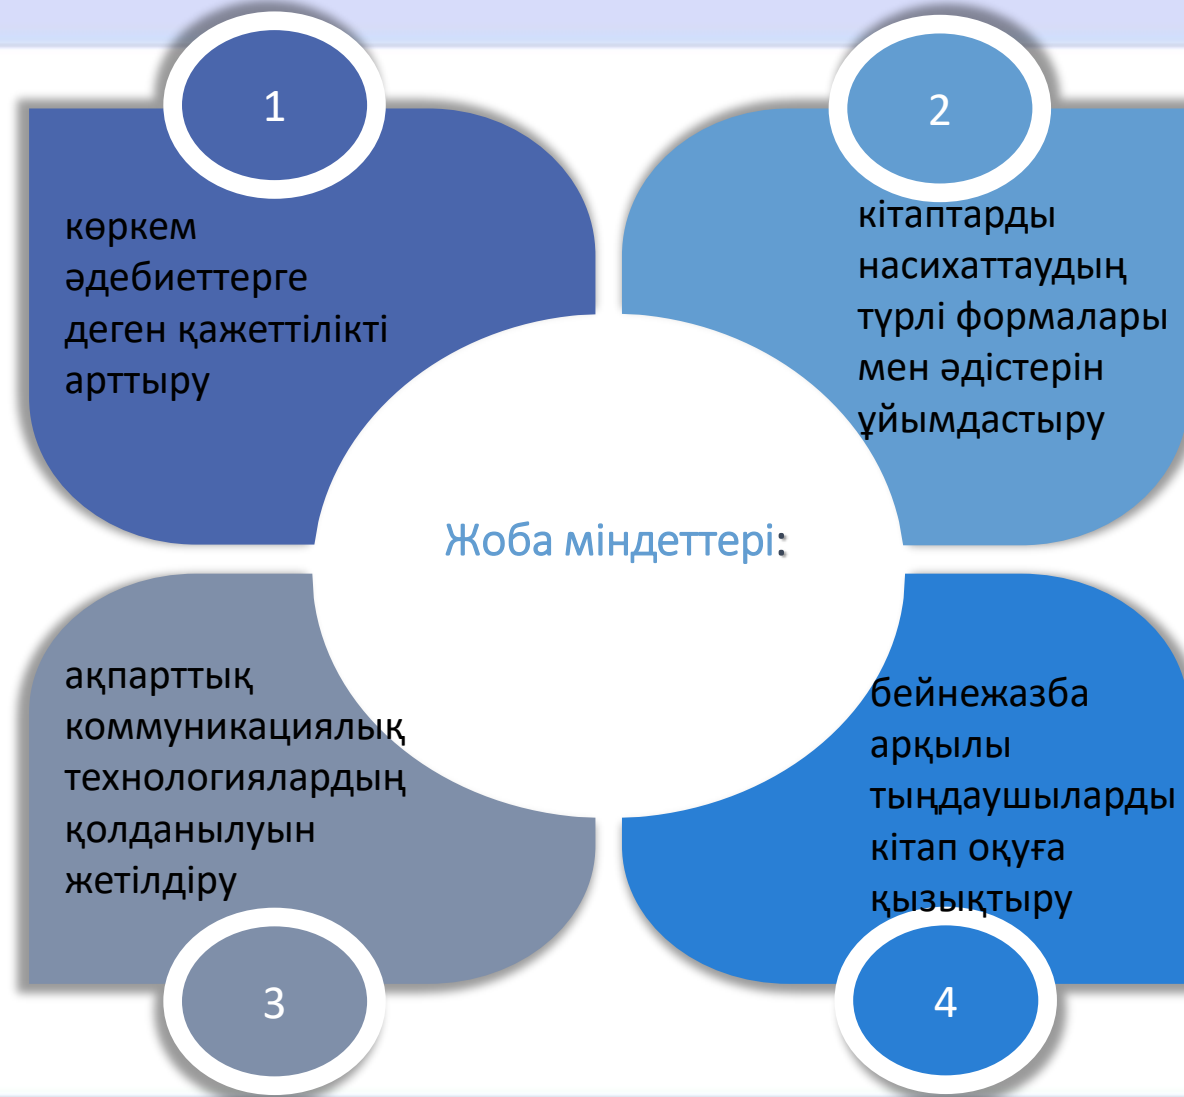 1
көркем
әдебиеттерге
деген қажеттілікті
арттыру
2
кітаптарды
насихаттаудың
түрлі формалары
мен әдістерін
ұйымдастыру
Жоба міндеттері:
ақпарттық
коммуникациялық
технологиялардың
қолданылуын
жетілдіру
3
бейнежазба
арқылы
тыңдаушыларды
кітап оқуға
қызықтыру
4